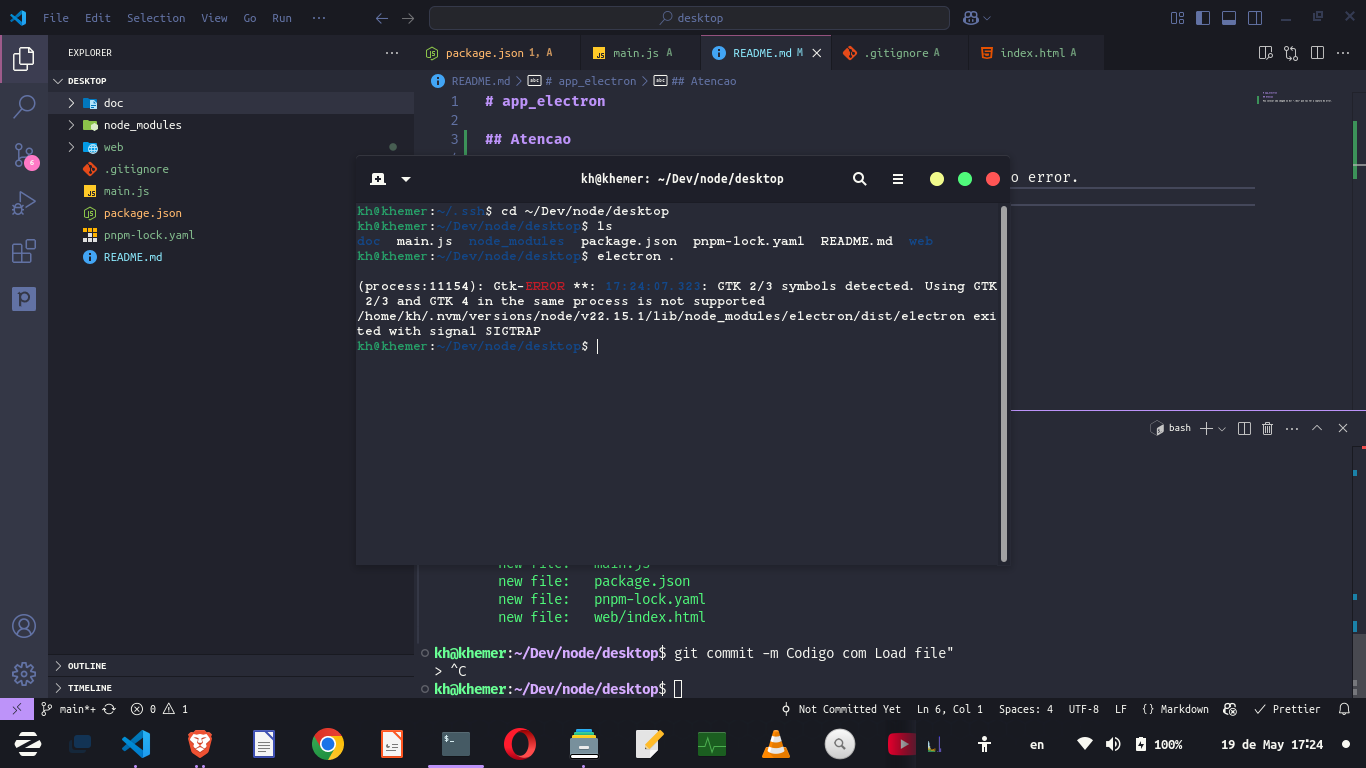 File Edit Selection View Go Run ···
desktop
EXPLORER ···
package.json 1, A
main.js A
README.md M
.gitignore A
index.html A
DESKTOP
README.md > # app_electron > ## Atencao
doc
node_modules
web
.gitignore
main.js
package.json
pnpm-lock.yaml
README.md
1 # app_electron
2
3 ## Atencao
o error.
kh@khemer: ~/Dev/node/desktop
kh@khemer:~/.ssh$ cd ~/Dev/node/desktop
kh@khemer:~/Dev/node/desktop$ ls
doc main.js node_modules package.json pnpm-lock.yaml README.md web
kh@khemer:~/Dev/node/desktop$ electron .
(process:11154): Gtk-ERROR **: 17:24:07.323: GTK 2/3 symbols detected. Using GTK
2/3 and GTK 4 in the same process is not supported
/home/kh/.nvm/versions/node/v22.15.1/lib/node_modules/electron/dist/electron exi
ted with signal SIGTRAP
kh@khemer:~/Dev/node/desktop$
bash
new file: main.js
new file: package.json
new file: pnpm-lock.yaml
new file: web/index.html
kh@khemer:~/Dev/node/desktop$ git commit -m Codigo com Load file"
> ^C
kh@khemer:~/Dev/node/desktop$
6
OUTLINE
TIMELINE
main*+ 0 1
Not Committed Yet Ln 6, Col 1 Spaces: 4 UTF-8 LF {} Markdown Prettier
en 100% 19 de May 17:24